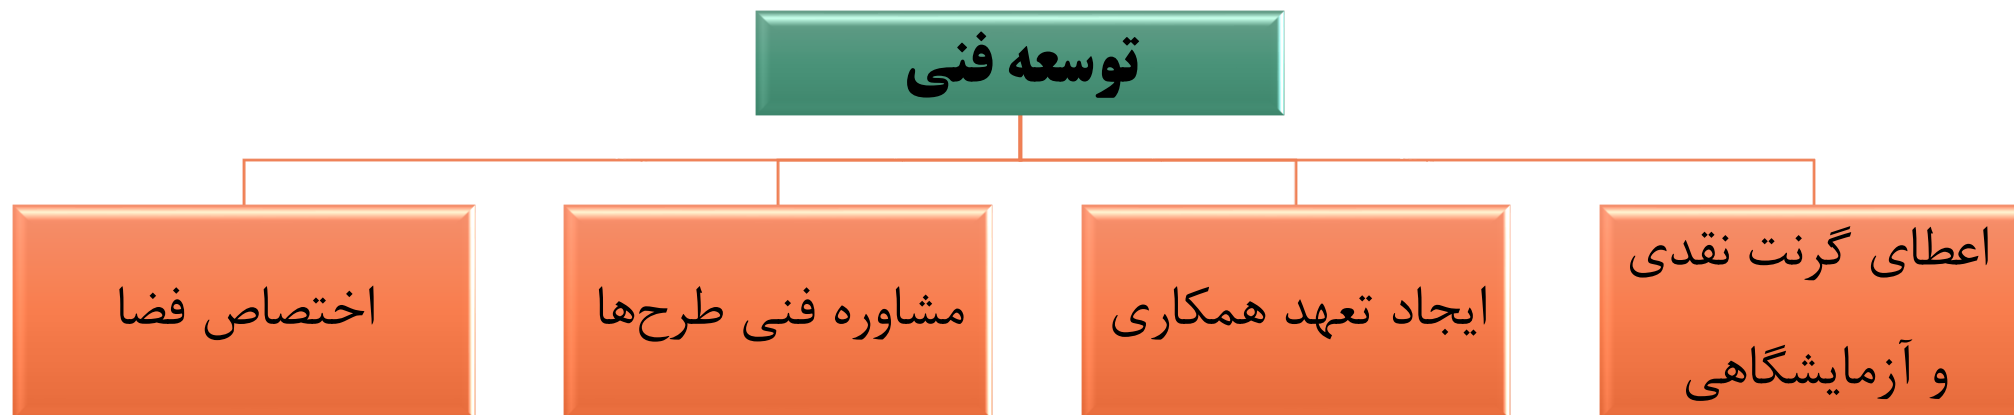 توسعه فنی
اعطای گرنت نقدی
و آزمایشگاهی
ایجاد تعهد همکاری
مشاوره فنی طرح‌ها
اختصاص فضا